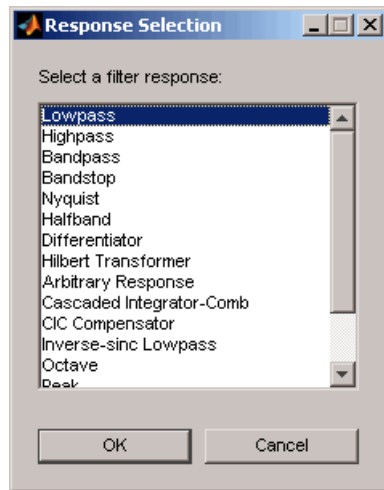 Response Selection
Select a filter response:
Lowpass
Highpass
Bandpass
Bandstop
Nyquist
Halfband
Differentiator
Hilbert Transformer
Arbitrary Response
Cascaded Integrator-Comb
CIC Compensator
Inverse-sinc Lowpass
Octave
Peak
OK Cancel